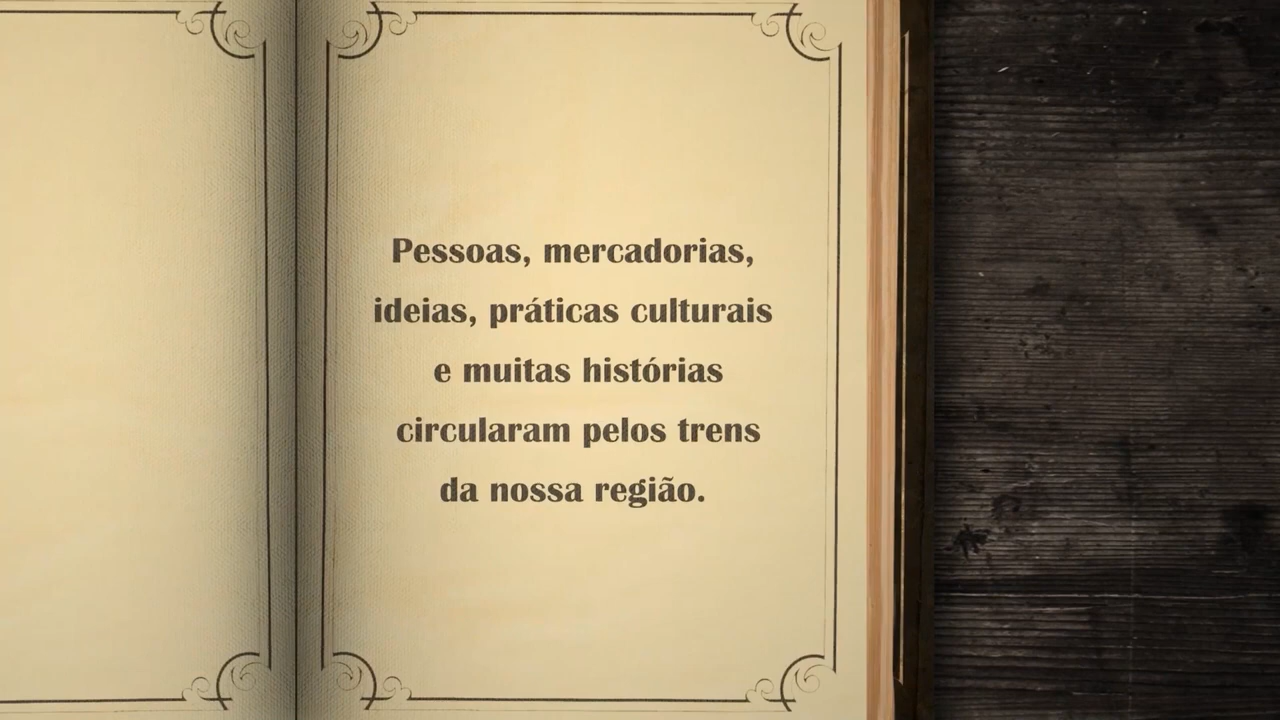 Pessoas, mercadorias,
ideias, práticas culturais
e muitas histórias
circularam pelos trens
da nossa região.